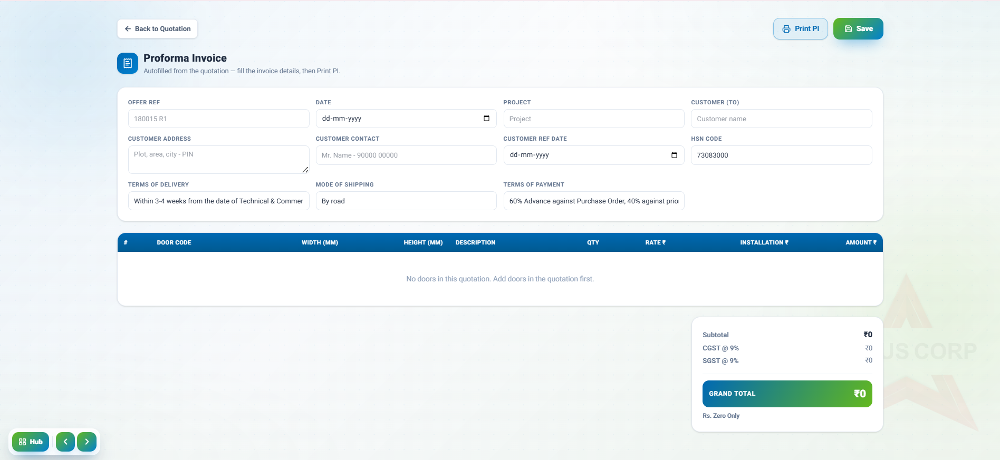 Back to Quotation
Print PI
Save
Proforma Invoice
Autofilled from the quotation — fill the invoice details, then Print PI.
OFFER REF
DATE
PROJECT
CUSTOMER (TO)
180015 R1
dd-mm-yyyy
Project
Customer name
CUSTOMER ADDRESS
CUSTOMER CONTACT
CUSTOMER REF DATE
HSN CODE
Plot, area, city - PIN
Mr. Name - 90000 00000
dd-mm-yyyy
73083000
TERMS OF DELIVERY
MODE OF SHIPPING
TERMS OF PAYMENT
Within 3-4 weeks from the date of Technical & Commer
By road
60% Advance against Purchase Order, 40% against prio
# DOOR CODE WIDTH (MM) HEIGHT (MM) DESCRIPTION QTY RATE ₹ INSTALLATION ₹ AMOUNT ₹
No doors in this quotation. Add doors in the quotation first.
Subtotal ₹0
CGST @ 9% ₹0
SGST @ 9% ₹0
US CORP
GRAND TOTAL ₹0
Rs. Zero Only
Hub